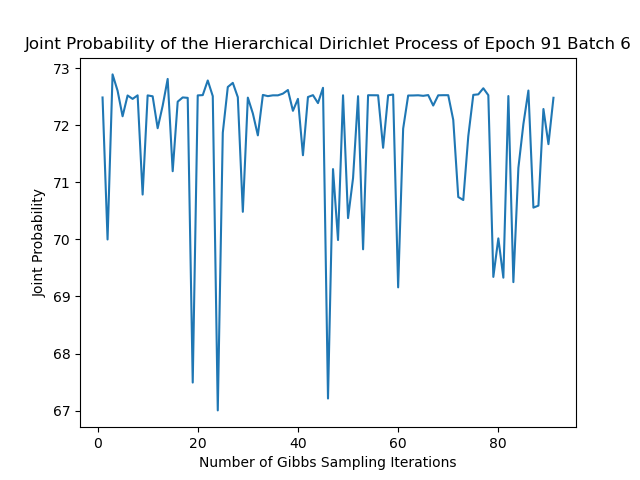 Joint Probability of the Hierarchical Dirichlet Process of Epoch 91 Batch 6
73
72
71
70
69
68
67
Joint Probability
0 20 40 60 80
Number of Gibbs Sampling Iterations